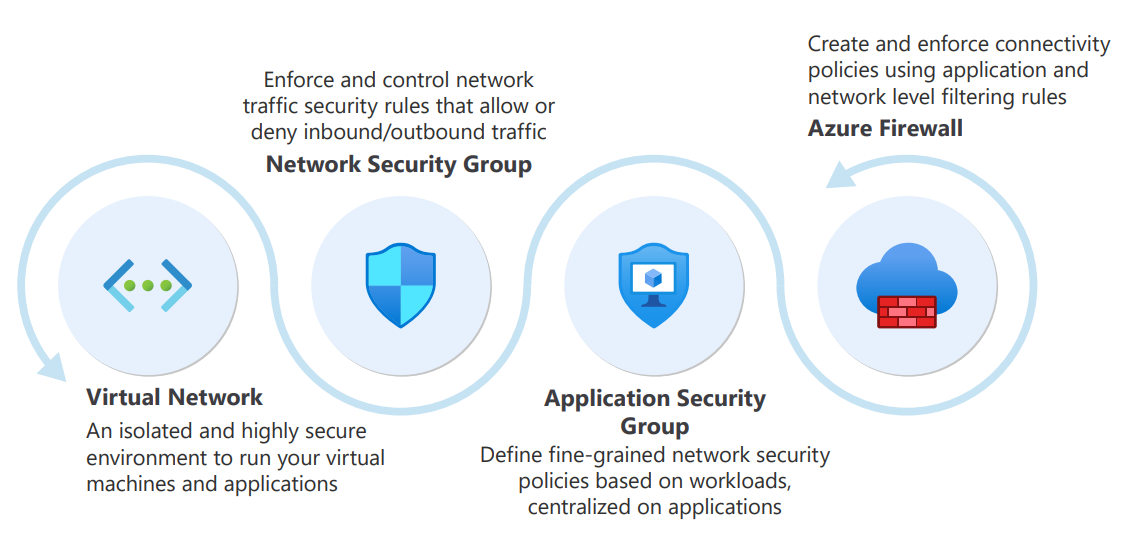 Virtual Network
An isolated and highly secure
environment to run your virtual
machines and applications
Enforce and control network
traffic security rules that allow or
deny inbound/outbound traffic
Network Security Group
Application Security
Group
Define fine-grained network security
policies based on workloads,
centralized on applications
Create and enforce connectivity
policies using application and
network level filtering rules
Azure Firewall